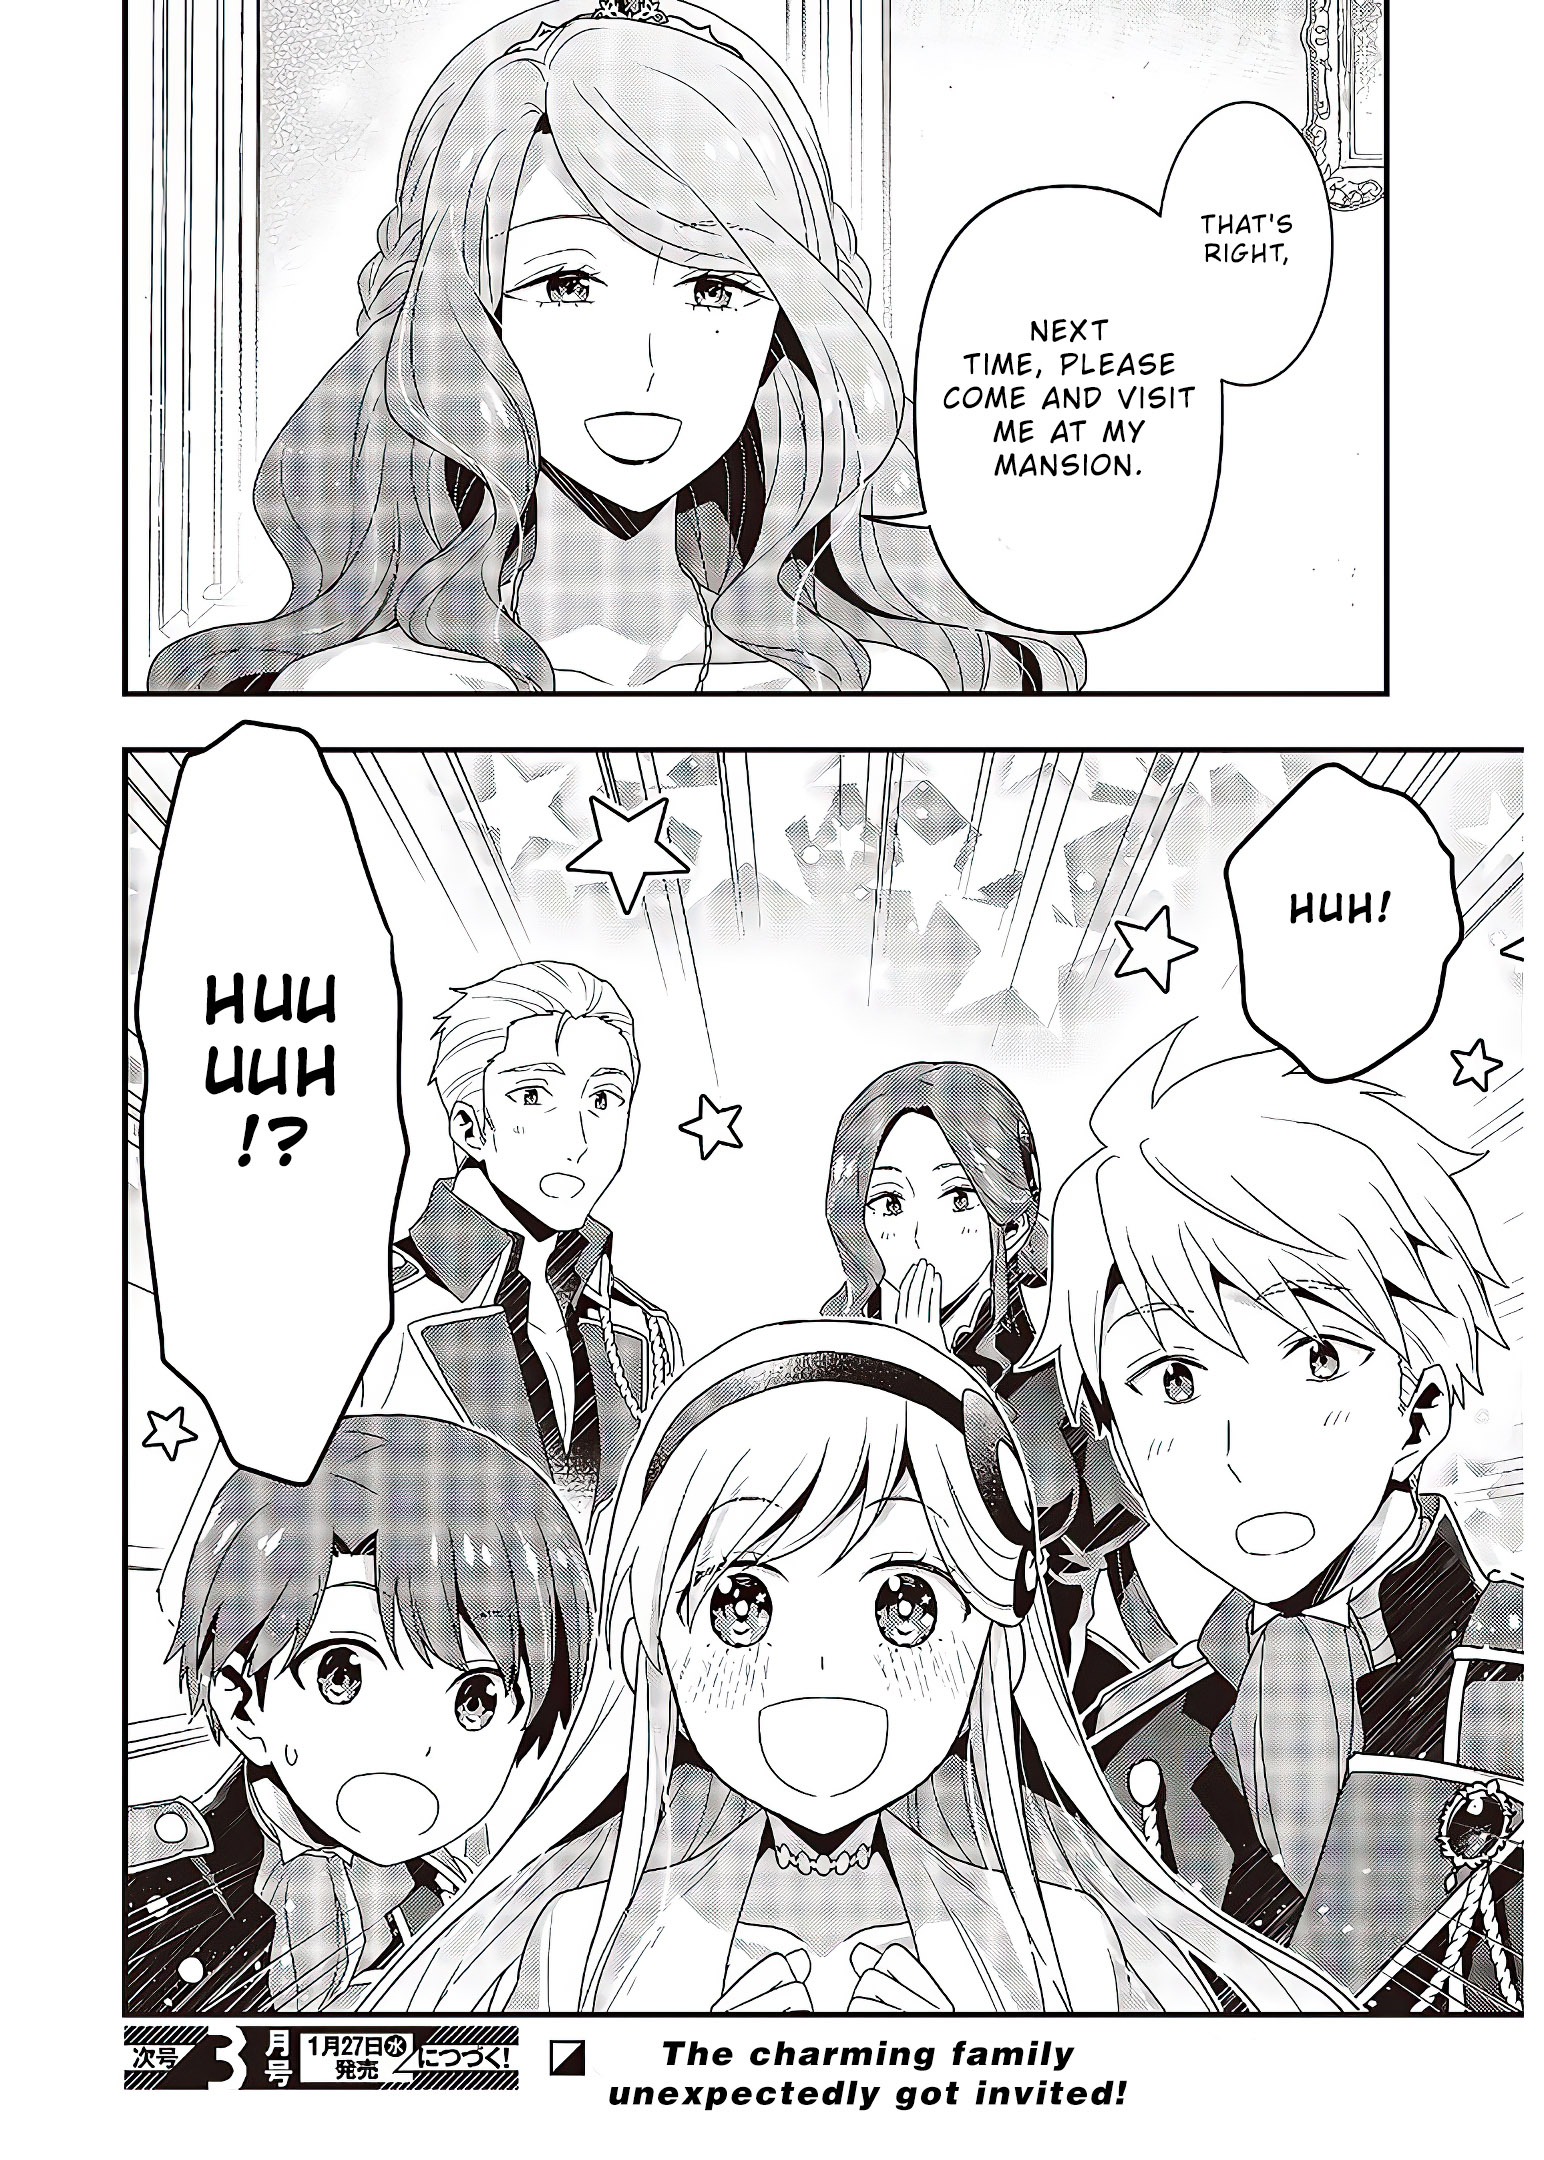 THAT'S
RIGHT,
NEXT
TIME, PLEASE
COME AND VISIT
ME AT MY
MANSION.
HUH!
HUU
UUH
!?
次号3月号 1月27日㊌発売につづく!
The charming family
unexpectedly got invited!